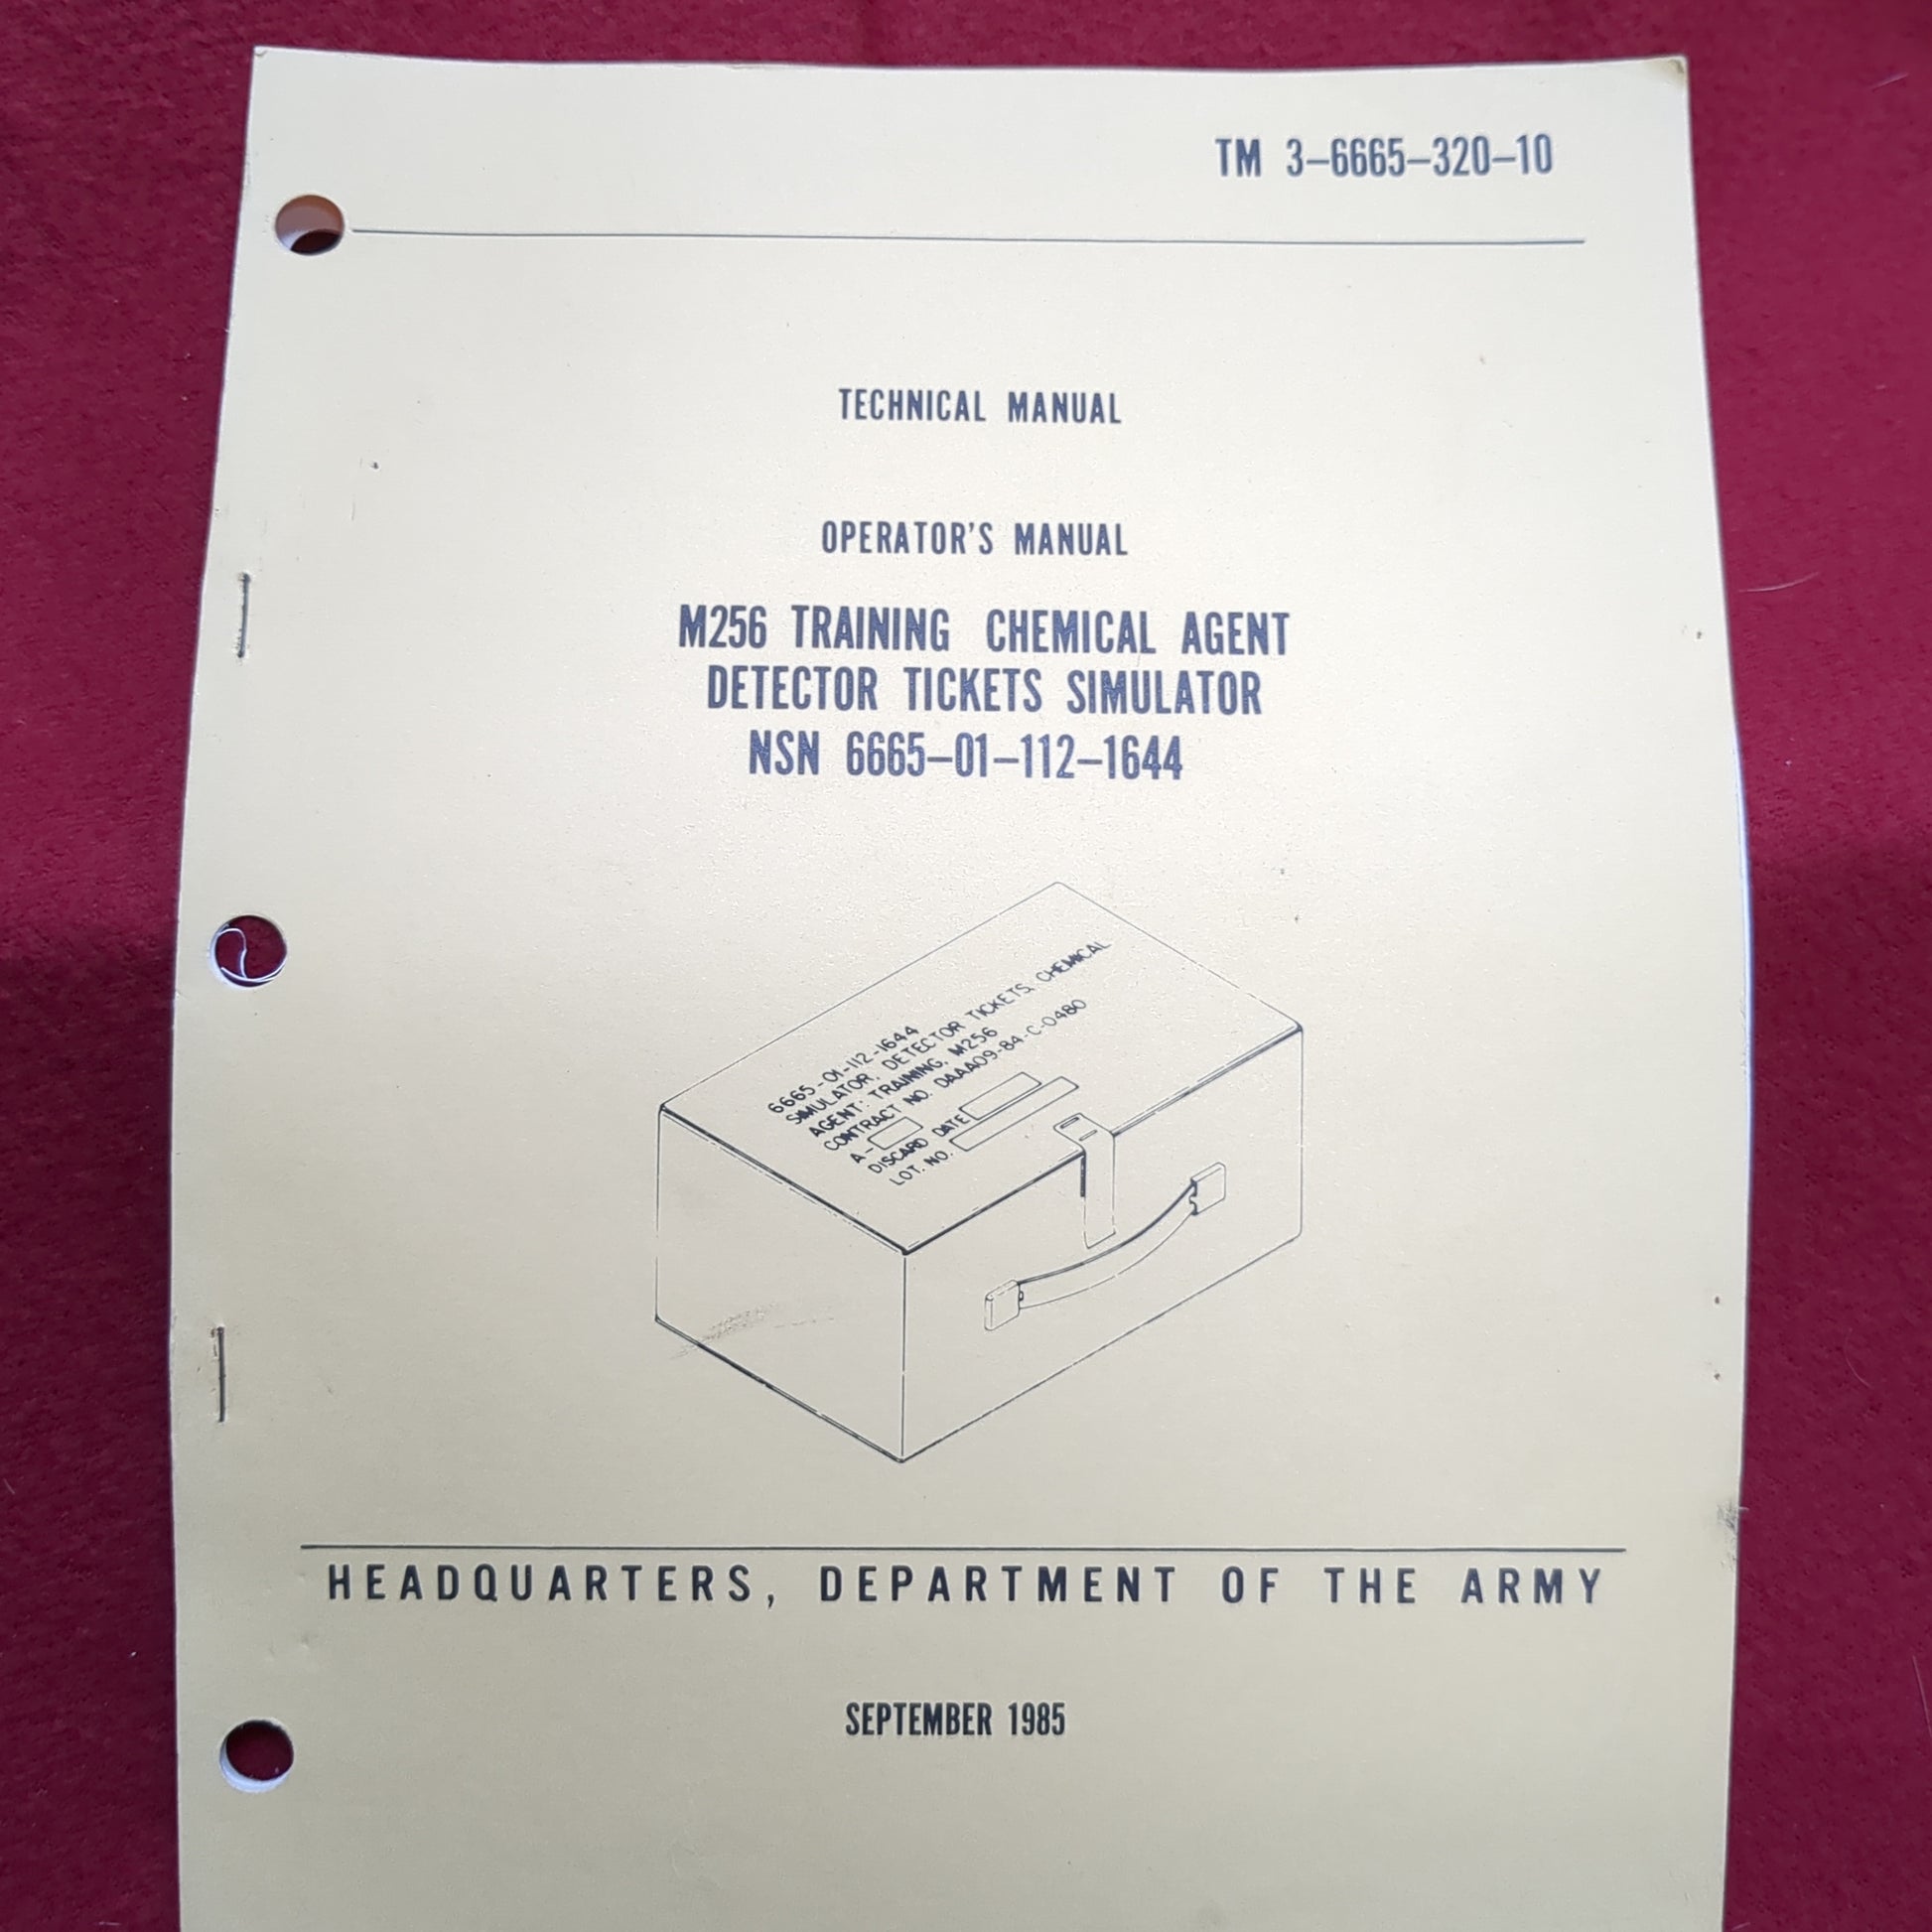 TM 3–6665–320–10
TECHNICAL MANUAL
OPERATOR'S MANUAL
M256 TRAINING CHEMICAL AGENT
DETECTOR TICKETS SIMULATOR
NSN 6665–01–112–1644
6665-01-112-1644
SIMULATOR, DETECTOR TICKETS, CHEMICAL
AGENT: TRAINING, M256
CONTRACT NO. DAAA09-84-C-0480
A-
DISCARD DATE
LOT. NO.
HEADQUARTERS, DEPARTMENT OF THE ARMY
SEPTEMBER 1985